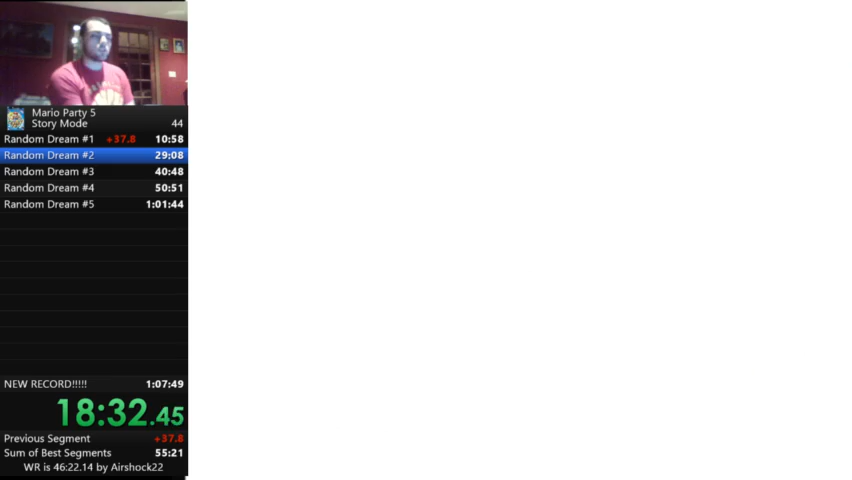 Mario Party 5
Story Mode 44
Random Dream #1 +37.8 10:58
Random Dream #2 29:08
Random Dream #3 40:48
Random Dream #4 50:51
Random Dream #5 1:01:44
NEW RECORD!!!!! 1:07:49
18:32.45
Previous Segment +37.8
Sum of Best Segments 55:21
WR is 46:22.14 by Airshock22